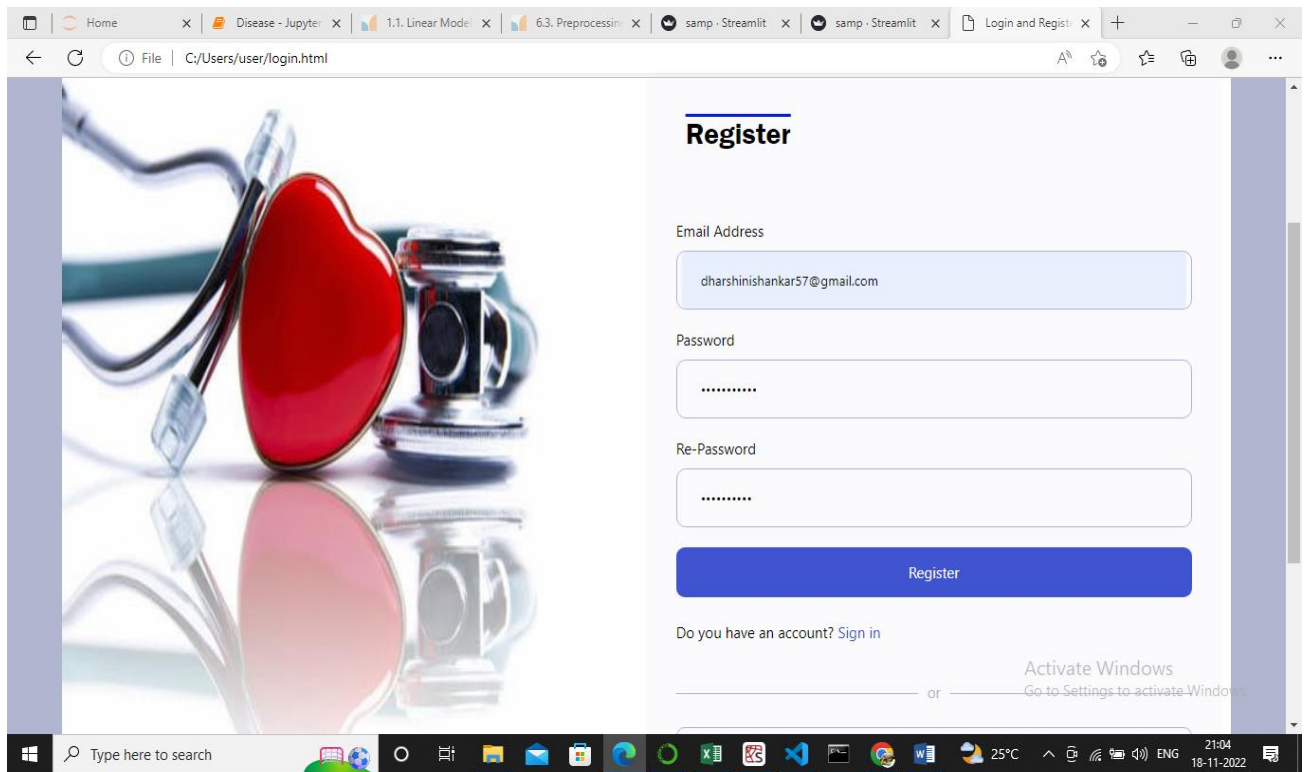 Home
Disease - Jupyter
1.1. Linear Model
6.3. Preprocessin
samp · Streamlit
samp · Streamlit
Login and Regist
File
C:/Users/user/login.html
Register
Email Address
dharshinishankar57@gmail.com
Password
•••••••••••
Re-Password
••••••••••
Register
Do you have an account? Sign in
or
Activate Windows
Go to Settings to activate Windows.
Type here to search
25°C
ENG
21:04
18-11-2022